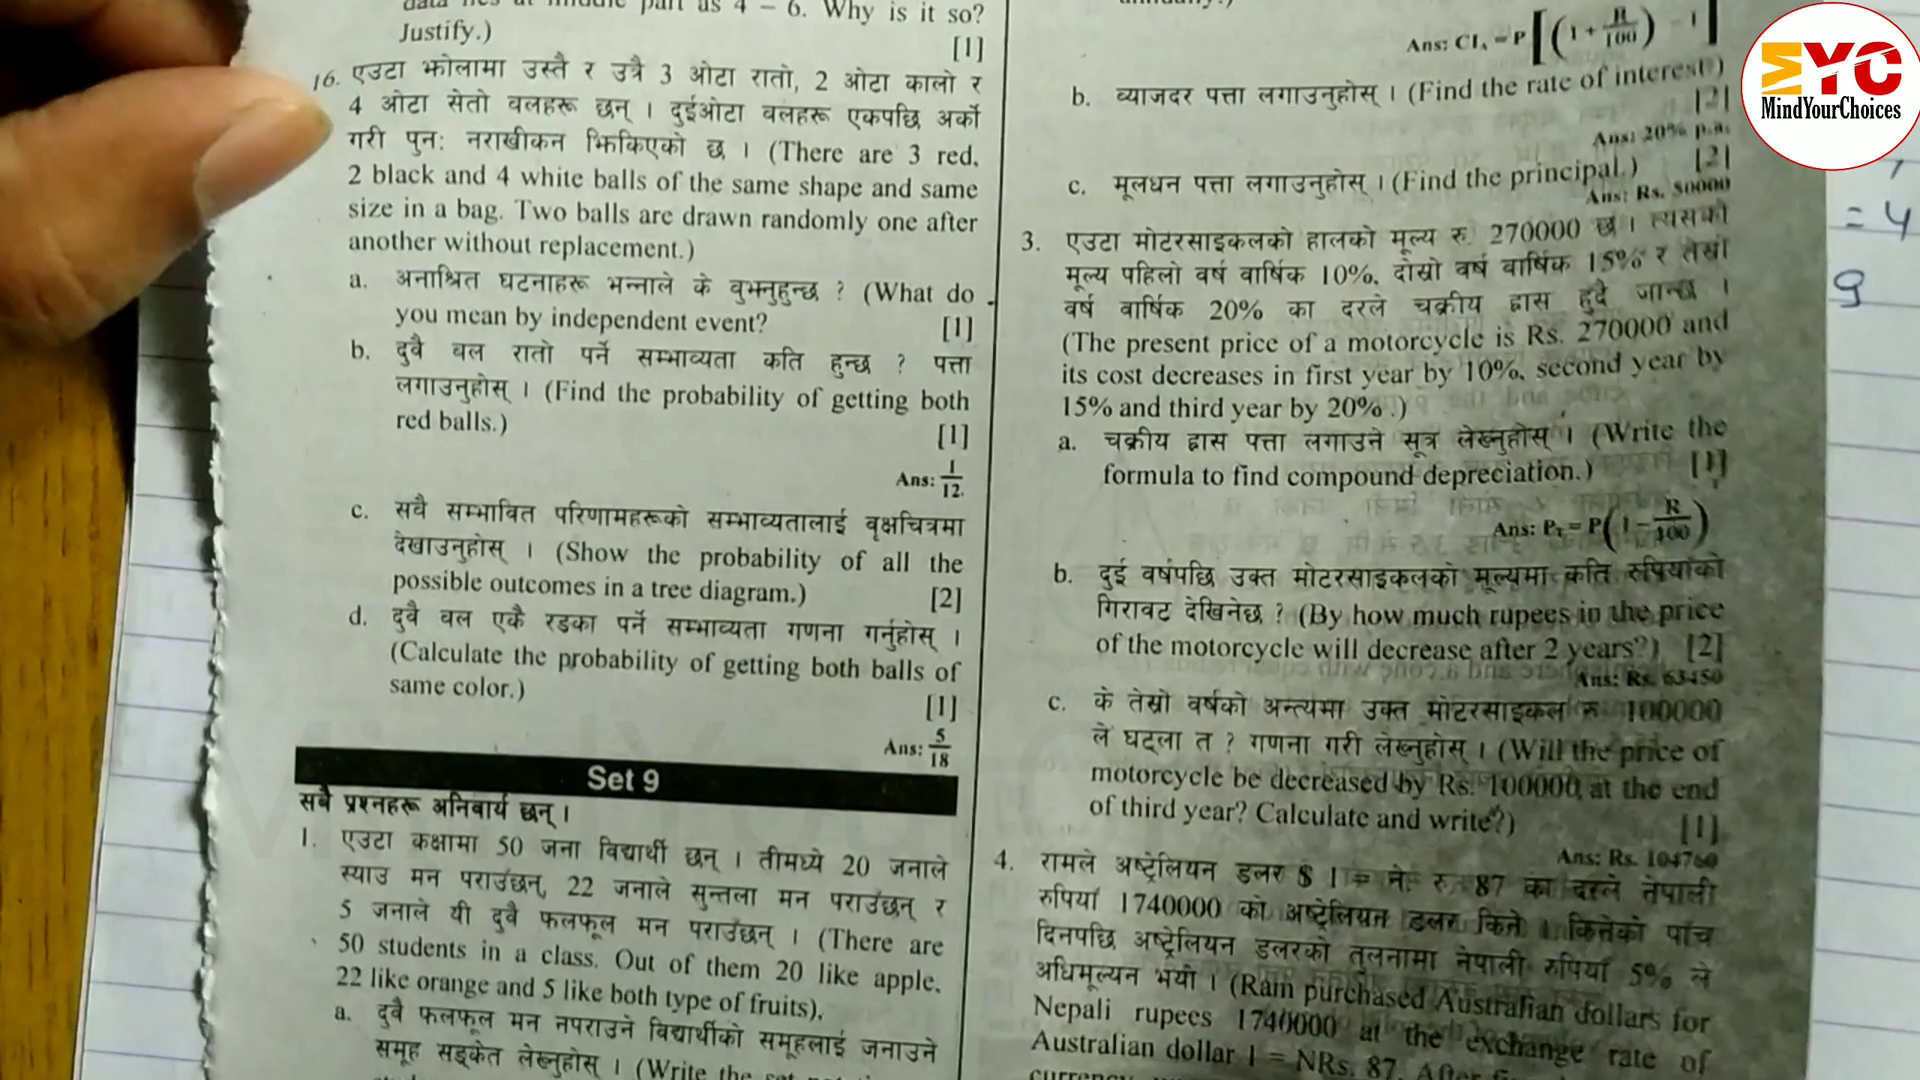 part as 4 – 6. Why is it so?
Justify.) [1]
16. एउटा झोलामा उस्तै र उत्रै 3 ओटा रातो, 2 ओटा कालो र
4 ओटा सेतो बलहरू छन् । दुईओटा बलहरू एकपछि अर्को
गरी पुन: नराखीकन झिकिएको छ । (There are 3 red,
2 black and 4 white balls of the same shape and same
size in a bag. Two balls are drawn randomly one after
another without replacement.)
a. अनाश्रित घटनाहरू भन्नाले के बुझ्नुहुन्छ ? (What do
you mean by independent event? [1]
b. दुवै बल रातो पर्ने सम्भाव्यता कति हुन्छ ? पत्ता
लगाउनुहोस् । (Find the probability of getting both
red balls.) [1]
Ans: 1/12
c. सबै सम्भावित परिणामहरूको सम्भाव्यतालाई वृक्षचित्रमा
देखाउनुहोस् । (Show the probability of all the
possible outcomes in a tree diagram.) [2]
d. दुवै बल एकै रङका पर्ने सम्भाव्यता गणना गर्नुहोस् ।
(Calculate the probability of getting both balls of
same color.) [1]
Ans: 5/18
Set 9
सबै प्रश्नहरू अनिवार्य छन् ।
1. एउटा कक्षामा 50 जना विद्यार्थी छन् । तीमध्ये 20 जनाले
स्याउ मन पराउँछन्, 22 जनाले सुन्तला मन पराउँछन् र
5 जनाले यी दुवै फलफूल मन पराउँछन् । (There are
50 students in a class. Out of them 20 like apple,
22 like orange and 5 like both type of fruits),
a. दुवै फलफूल मन नपराउने विद्यार्थीको समूहलाई जनाउने
समूह सङ्केत लेख्नुहोस् । (Write the set
Ans: CI = P[(1 + R/100) - 1]
b. ब्याजदर पत्ता लगाउनुहोस् । (Find the rate of interest.)
[2]
Ans: 20% p.a.
c. मूलधन पत्ता लगाउनुहोस् । (Find the principal.) [2]
Ans: Rs. 50000
3. एउटा मोटरसाइकलको हालको मूल्य रु. 270000 छ । त्यसको
मूल्य पहिलो वर्ष वार्षिक 10%, दोस्रो वर्ष वार्षिक 15% र तेस्रो
वर्ष वार्षिक 20% का दरले चक्रीय ह्रास हुदै जान्छ ।
(The present price of a motorcycle is Rs. 270000 and
its cost decreases in first year by 10%, second year by
15% and third year by 20% .)
a. चक्रीय ह्रास पत्ता लगाउने सूत्र लेख्नुहोस् । (Write the
formula to find compound depreciation.) [1]
Ans: P_T = P(1 - R/100)
b. दुई वर्षपछि उक्त मोटरसाइकलको मूल्यमा कति रुपियाँको
गिरावट देखिनेछ ? (By how much rupees in the price
of the motorcycle will decrease after 2 years?) [2]
Ans: Rs. 63450
c. के तेस्रो वर्षको अन्त्यमा उक्त मोटरसाइकल रु 100000
ले घट्ला त ? गणना गरी लेख्नुहोस् । (Will the price of
motorcycle be decreased by Rs. 100000 at the end
of third year? Calculate and write?) [1]
Ans: Rs. 104760
4. रामले अष्ट्रेलियन डलर $ 1 = ने. रु. 87 का दरले नेपाली
रुपियाँ 1740000 को अष्ट्रेलियन डलर किने । किनेको पाँच
दिनपछि अष्ट्रेलियन डलरको तुलनामा नेपाली रुपियाँ 5% ले
अधिमूल्यन भयो । (Ram purchased Australian dollars for
Nepali rupees 1740000 at the exchange rate of
Australian dollar 1 = NRs. 87. After
MYC
MindYourChoices
= 4
9